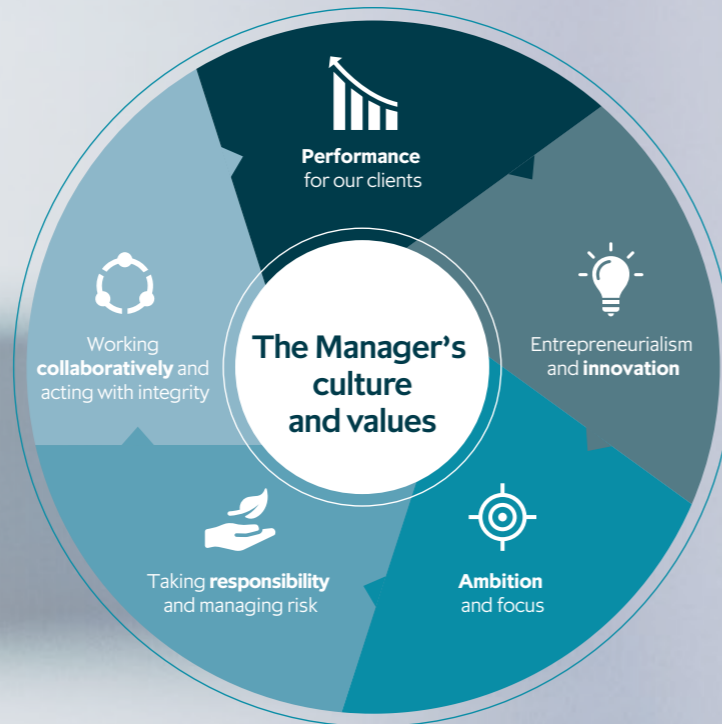 Performance
for our clients
Entrepreneurialism
and innovation
Ambition
and focus
Taking responsibility
and managing risk
Working
collaboratively and
acting with integrity
The Manager’s
culture
and values